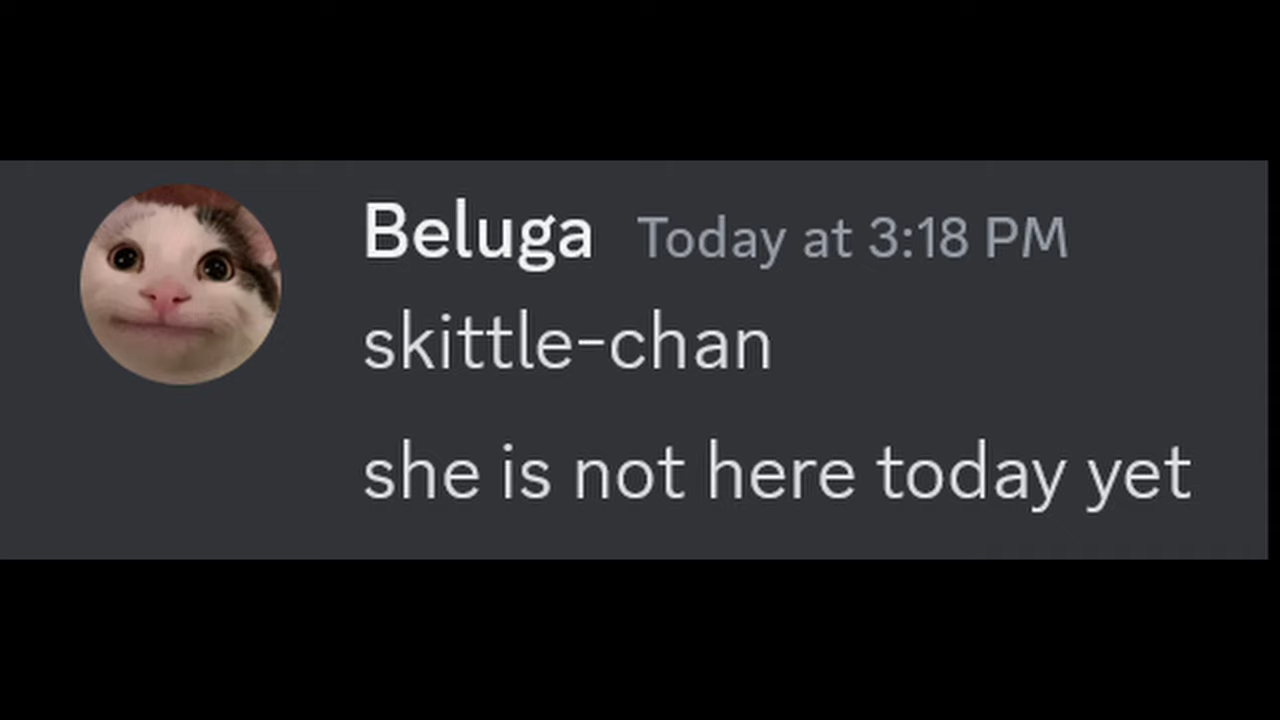 Beluga Today at 3:18 PM
skittle-chan
she is not here today yet